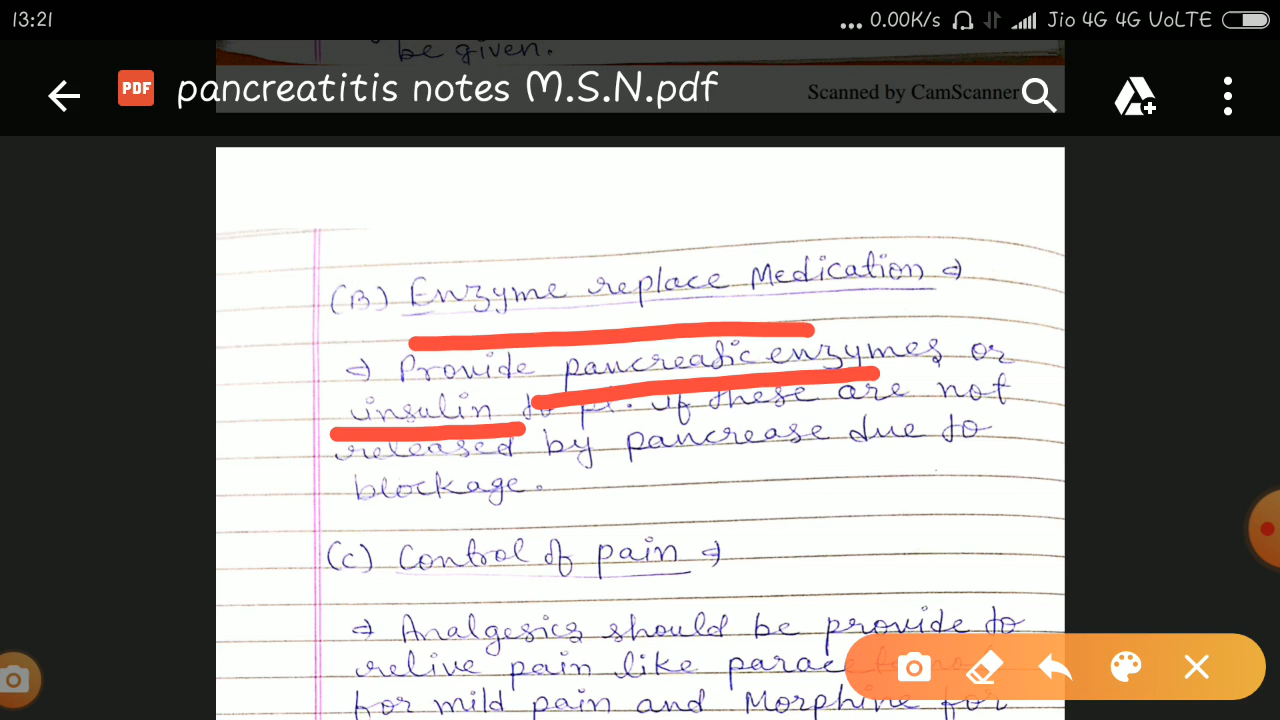 13:21
... 0.00K/s Jio 4G 4G VoLTE
be given.
PDF pancreatitis notes M.S.N.pdf
Scanned by CamScanner
(B) Enzyme replace Medication ⇒
⇒ Provide pancreatic enzymes or
insulin to pt. if these are not
released by pancrease due to
blockage.
(C) Control of pain ⇒
⇒ Analgesics should be provide to
relive pain like parac
for mild pain and Morphine for